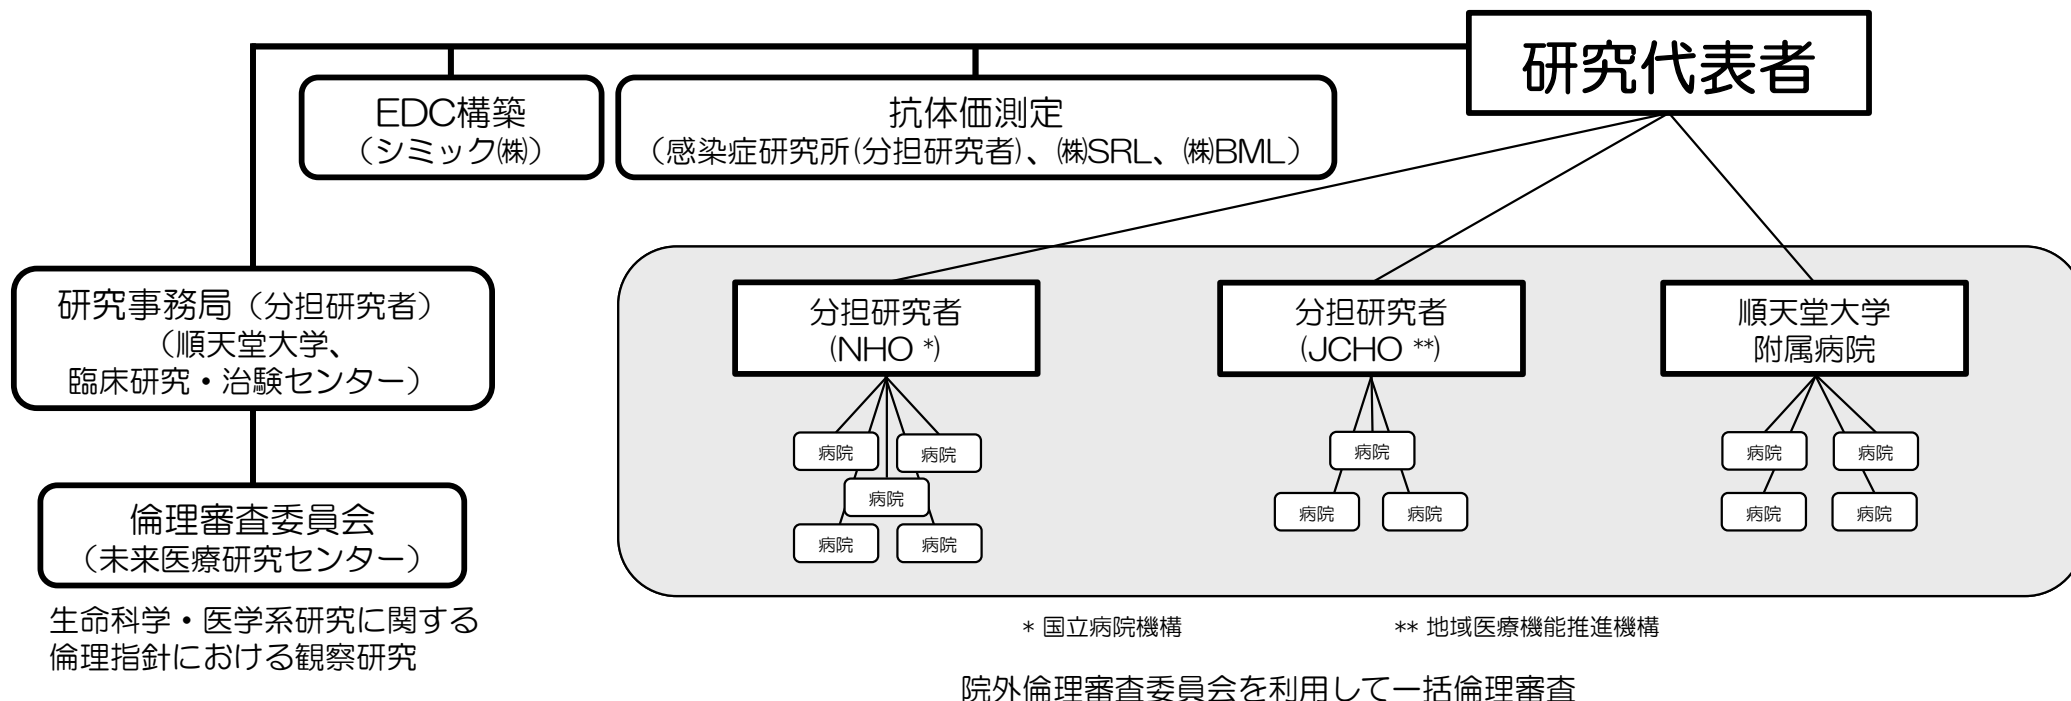 研究代表者
EDC構築
（シミック㈱）
抗体価測定
（感染症研究所(分担研究者)、㈱SRL、㈱BML）
研究事務局（分担研究者）
（順天堂大学、
臨床研究・治験センター）
倫理審査委員会
（未来医療研究センター）
生命科学・医学系研究に関する
倫理指針における観察研究
分担研究者
(NHO *)
病院
病院
病院
病院
病院
分担研究者
(JCHO **)
病院
病院
病院
順天堂大学
附属病院
病院
病院
病院
病院
* 国立病院機構
** 地域医療機能推進機構
院外倫理審査委員会を利用して一括倫理審査